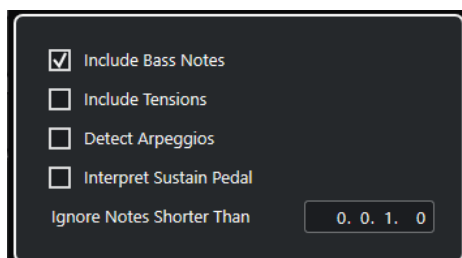 Include Bass Notes
Include Tensions
Detect Arpeggios
Interpret Sustain Pedal
Ignore Notes Shorter Than 0. 0. 1. 0